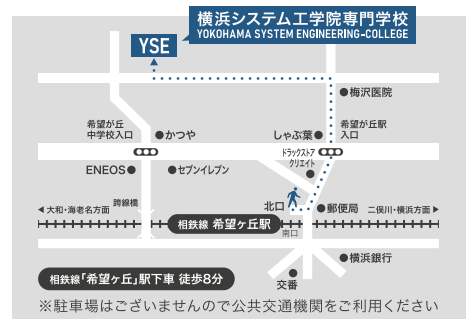 横浜システム工学院専門学校
YOKOHAMA SYSTEM ENGINEERING-COLLEGE
YSE
梅沢医院
希望が丘
中学校入口
かつや
しゃぶ葉
希望が丘駅
入口
ドラックストア
クリエイト
ENEOS
セブンイレブン
跨線橋
北口
郵便局
◀大和・海老名方面
二俣川・横浜方面▶
相鉄線 希望ヶ丘駅
南口
横浜銀行
相鉄線「希望ヶ丘」駅下車 徒歩8分
交番
※駐車場はございませんので公共交通機関をご利用ください